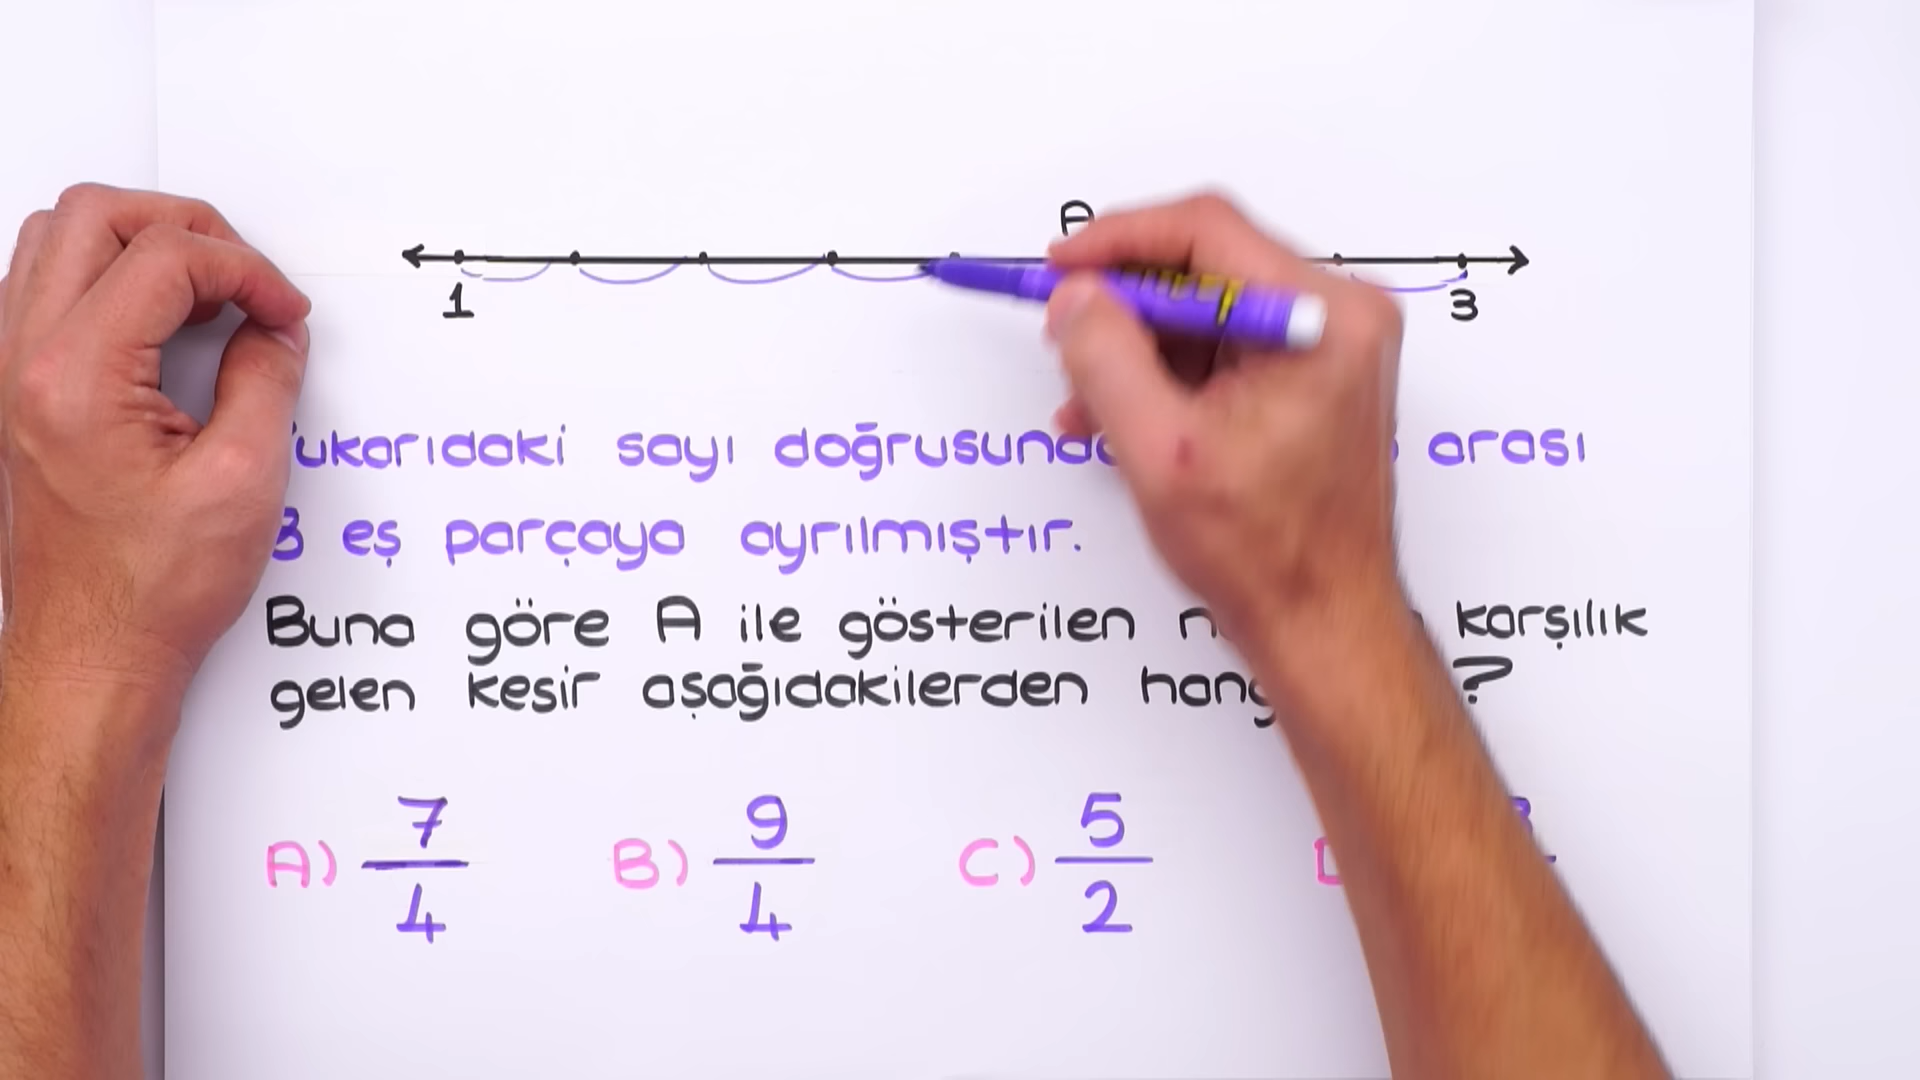 A
1 3
ukarıdaki sayı doğrusund arası
8 eş parçaya ayrılmıştır.
Buna göre A ile gösterilen karşılık
gelen kesir aşağıdakilerden hang ?
A) 7/4 B) 9/4 C) 5/2